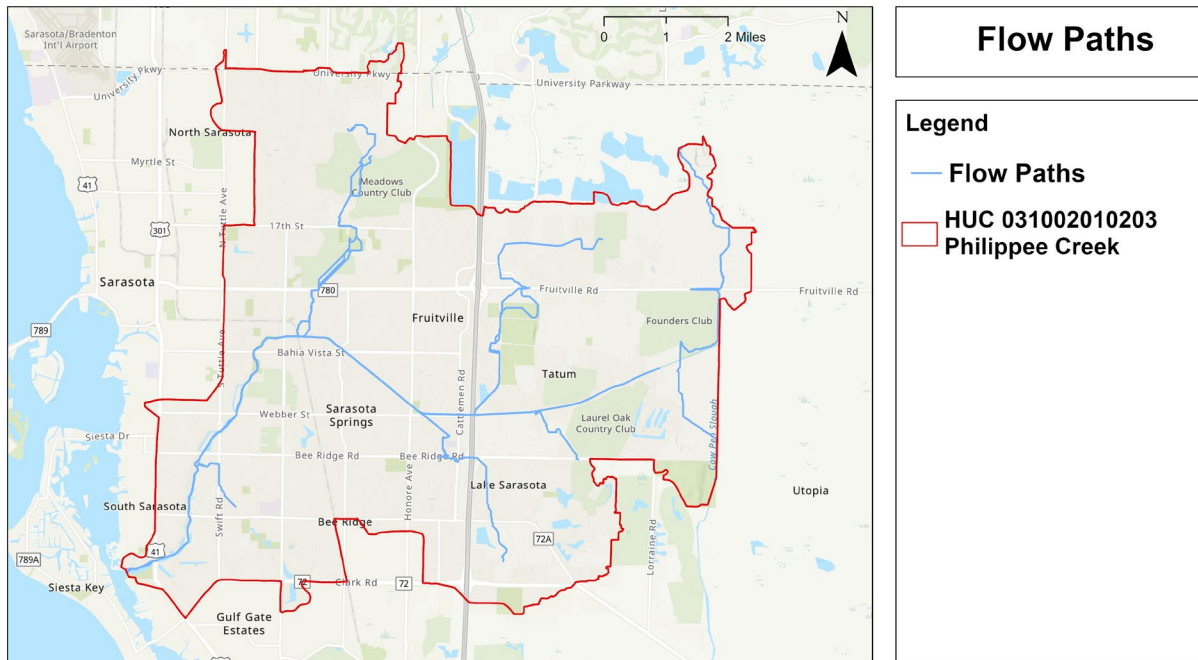 Sarasota/Bradenton
Int'l Airport
University Pkwy
University Pkwy
University Parkway
N
0 1 2 Miles
North Sarasota
Myrtle St
41
Meadows
Country Club
N Tuttle Ave
301
17th St
Sarasota
780
Fruitville Rd
Fruitville Rd
789
Fruitville
Founders Club
S Tuttle Ave
Bahia Vista St
Cattlemen Rd
Tatum
Webber St
Sarasota
Springs
Laurel Oak
Country Club
Siesta Dr
Bee Ridge Rd
Bee Ridge Rd
Cow Pen Slough
Lake Sarasota
Utopia
South Sarasota
Swift Rd
Honore Ave
Bee Ridge
72A
Lorraine Rd
41
789A
Siesta Key
72
Clark Rd
72
Gulf Gate
Estates
Flow Paths
Legend
Flow Paths
HUC 031002010203
Philippee Creek